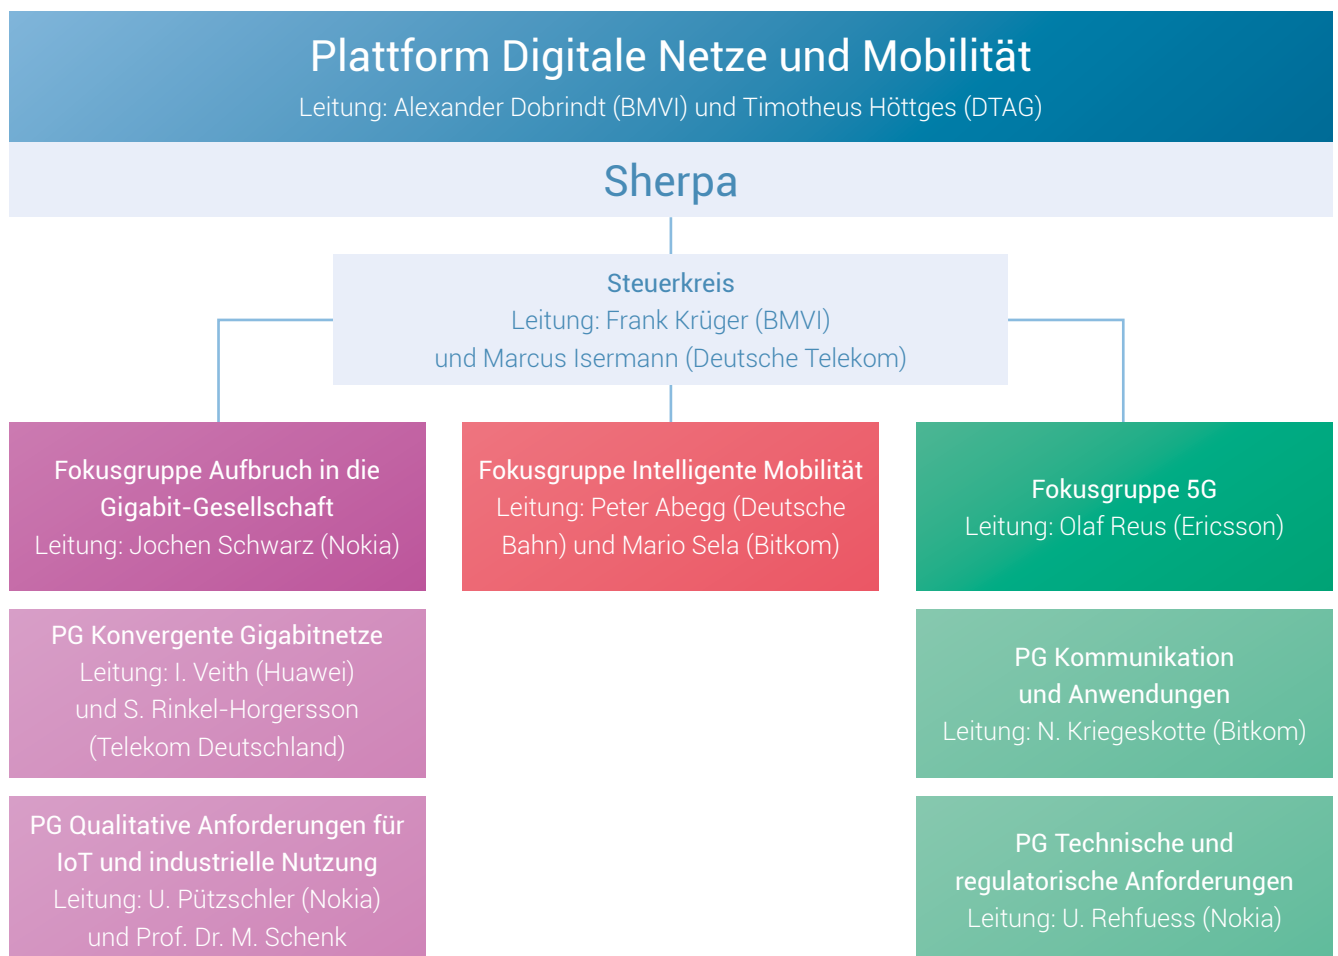 Plattform Digitale Netze und Mobilität
Leitung: Alexander Dobrindt (BMVI) und Timotheus Höttges (DTAG)
Sherpa
Steuerkreis
Leitung: Frank Krüger (BMVI)
und Marcus Isermann (Deutsche Telekom)
Fokusgruppe Aufbruch in die
Gigabit-Gesellschaft
Leitung: Jochen Schwarz (Nokia)
PG Konvergente Gigabitnetze
Leitung: I. Veith (Huawei)
und S. Rinkel-Horgersson
(Telekom Deutschland)
PG Qualitative Anforderungen für
IoT und industrielle Nutzung
Leitung: U. Pützschler (Nokia)
und Prof. Dr. M. Schenk
Fokusgruppe Intelligente Mobilität
Leitung: Peter Abegg (Deutsche
Bahn) und Mario Sela (Bitkom)
Fokusgruppe 5G
Leitung: Olaf Reus (Ericsson)
PG Kommunikation
und Anwendungen
Leitung: N. Kriegeskotte (Bitkom)
PG Technische und
regulatorische Anforderungen
Leitung: U. Rehfuess (Nokia)